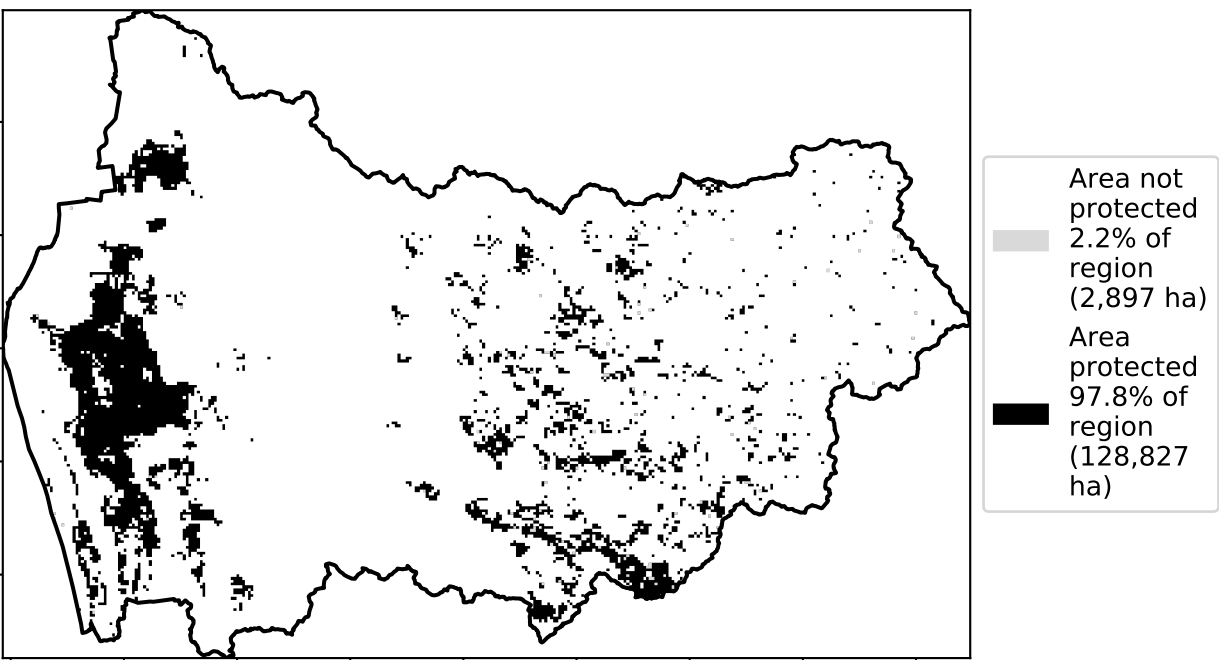 Area not
protected
2.2% of
region
(2,897 ha)
Area
protected
97.8% of
region
(128,827
ha)